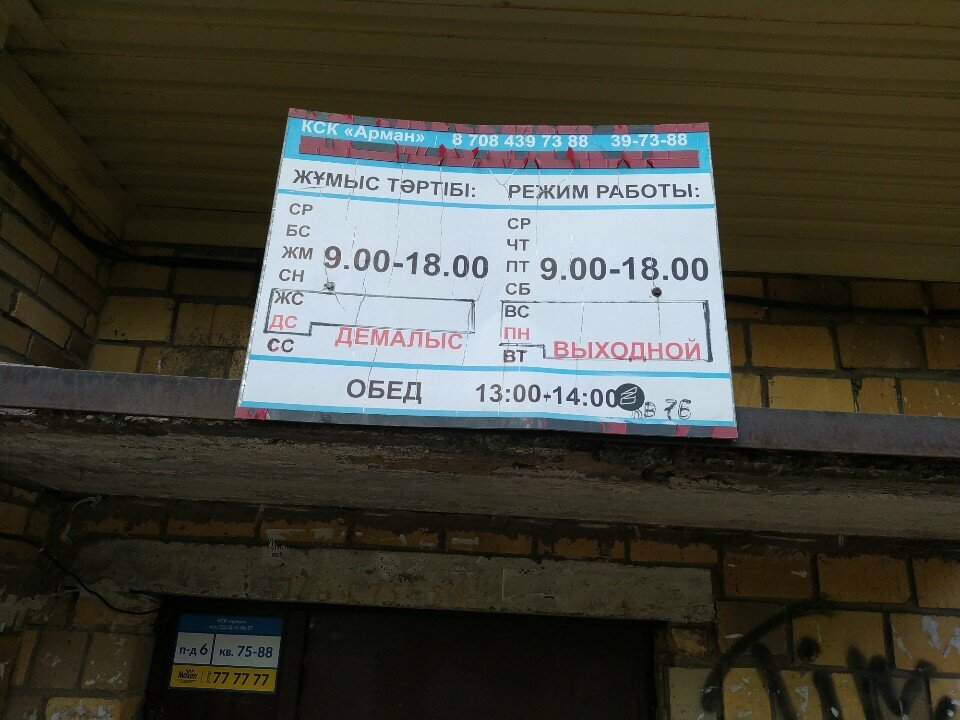 КСК «Арман» 8 708 439 73 88 39-73-88
ЖҰМЫС ТӘРТІБІ: РЕЖИМ РАБОТЫ:
СР
БС
ЖМ
СН
9.00-18.00
ЖС
ДС
СС
ДЕМАЛЫС
СР
ЧТ
ПТ
СБ
9.00-18.00
ВС
ПН
ВТ
ВЫХОДНОЙ
ОБЕД 13:00-14:00
КВ 76
КСК «Арман»
п-д 6 кв. 75-88
77 77 77